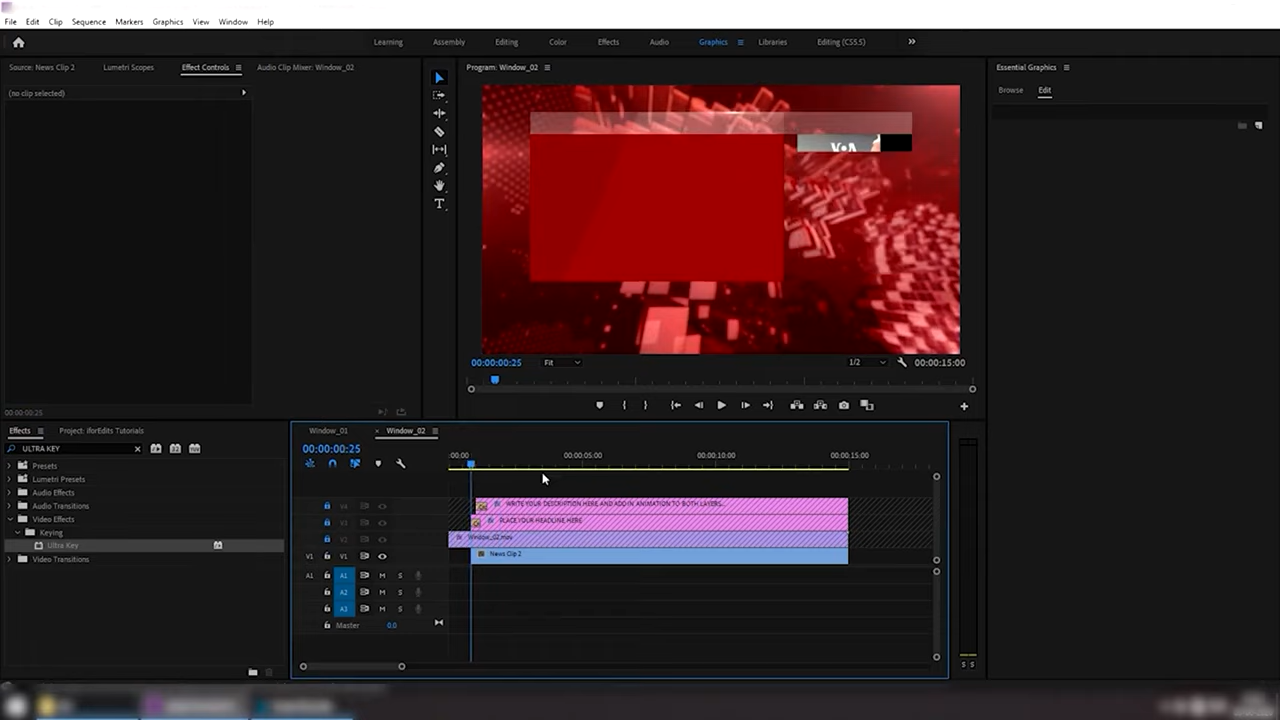 File Edit Clip Sequence Markers Graphics View Window Help
Learning Assembly Editing Color Effects Audio Graphics Libraries Editing (CS5.5)
Source: News Clip 2 Lumetri Scopes Effect Controls Audio Clip Mixer: Window_02
Program: Window_02
Essential Graphics
(no clip selected)
Browse Edit
VOA
T
00:00:00:25 Fit 1/2 00:00:15:00
00:00:00:25
Effects Project: iforEdits Tutorials
ULTRA KEY
Presets
Lumetri Presets
Audio Effects
Audio Transitions
Video Effects
Keying
Ultra Key
Video Transitions
Window_01 × Window_02
00:00:00:25
:00:00 00:00:05:00 00:00:10:00 00:00:15:00
V4 fx WRITE YOUR DESCRIPTION HERE AND ADD IN ANIMATION TO BOTH LAYERS...
V3 fx PLACE YOUR HEADLINE HERE
V2 fx Window_02.mov
V1 V1 News Clip 2
A1 A1 M S
A2 M S
A3 M S
Master 0.0
S S